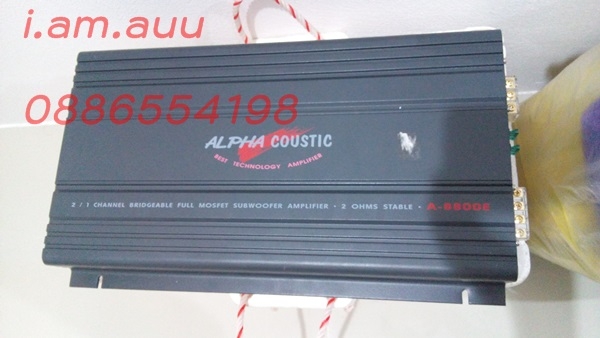 i.am.auu
0886554198
ALPHA COUSTIC
BEST TECHNOLOGY AMPLIFIER
2 / 1 CHANNEL BRIDGEABLE FULL MOSFET SUBWOOFER AMPLIFIER • 2 OHMS STABLE • A-8800E